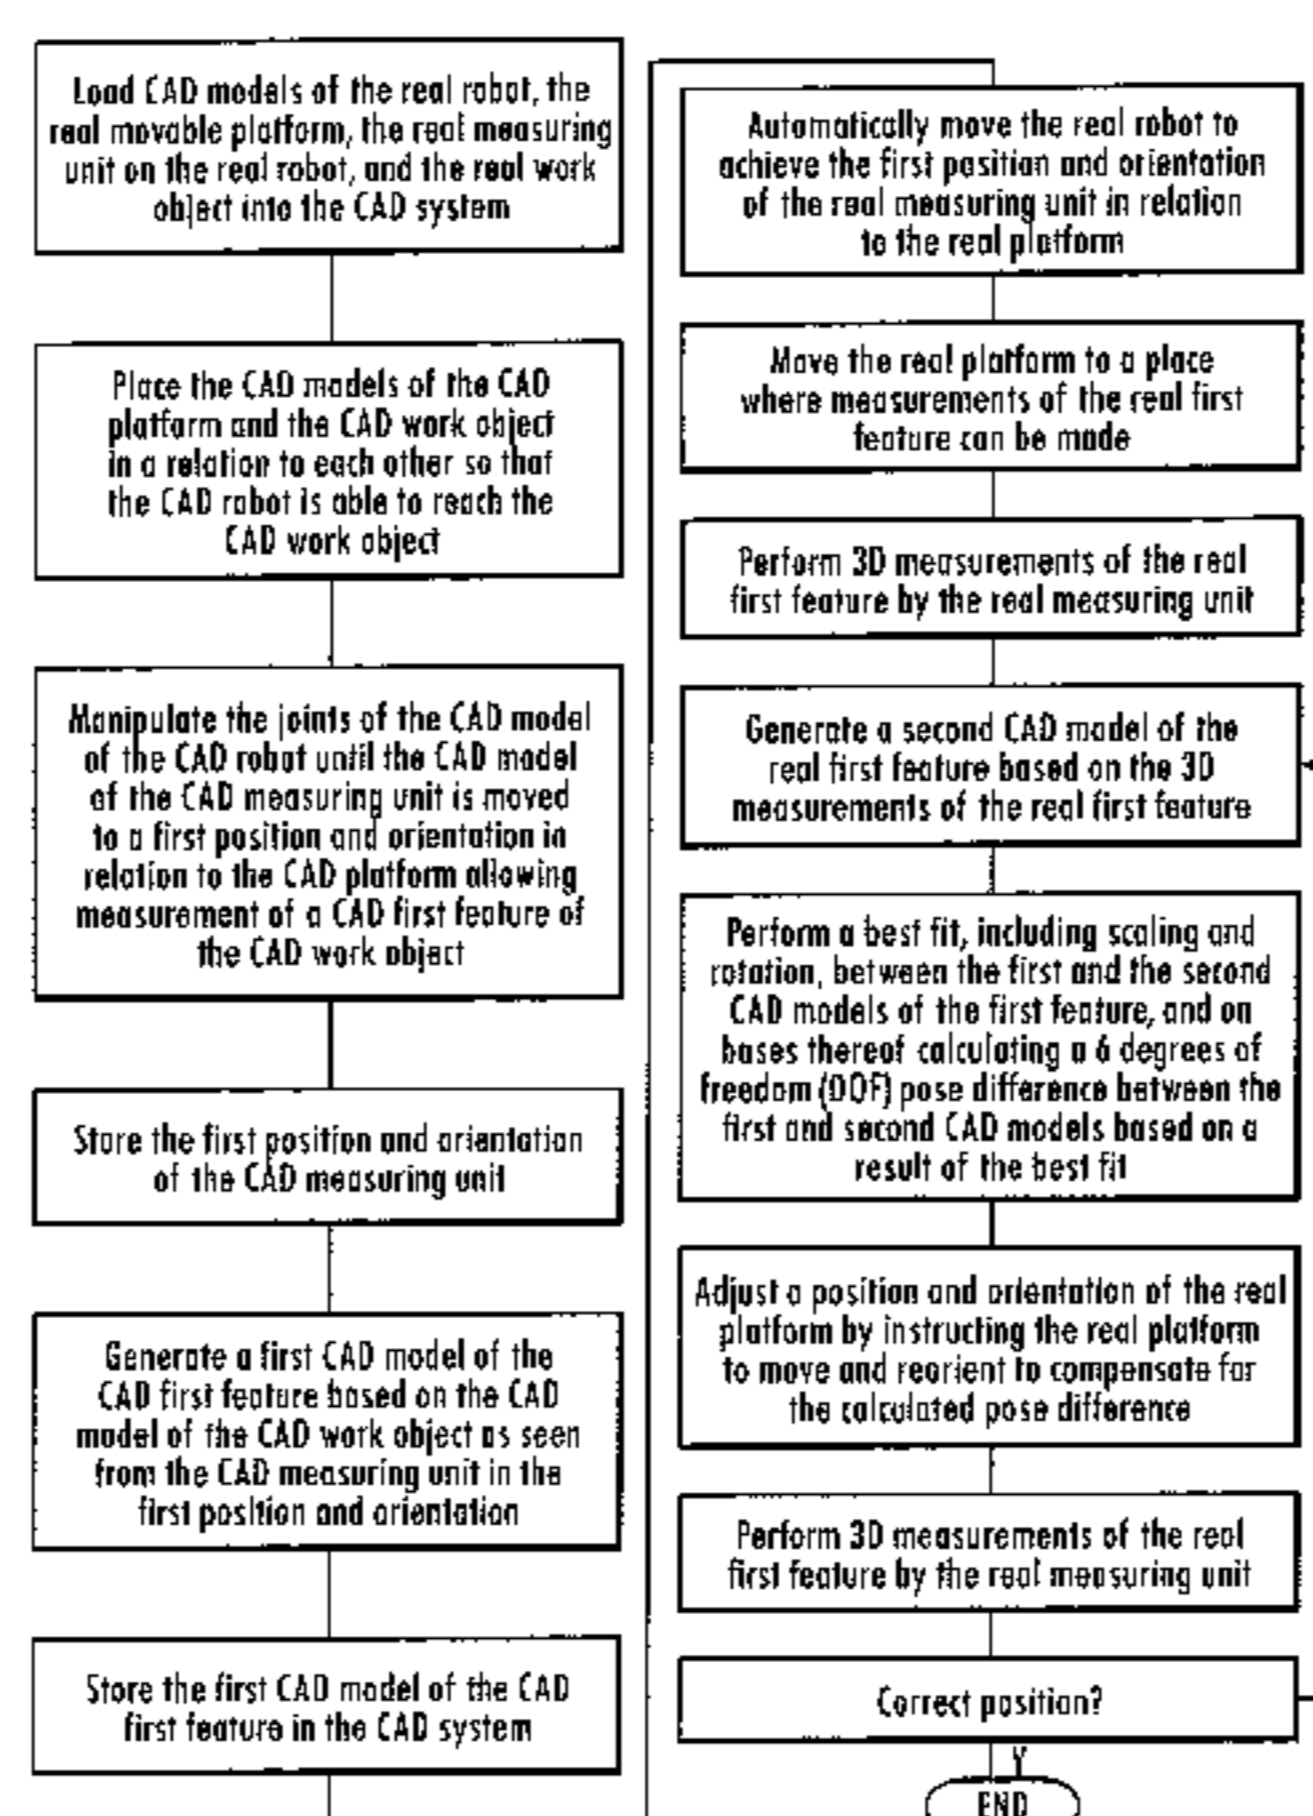 Load CAD models of the real robot, the
real movable platform, the real measuring
unit on the real robot, and the real work
object into the CAD system
Place the CAD models of the CAD
platform and the CAD work object
in a relation to each other so that
the CAD robot is able to reach the
CAD work object
Manipulate the joints of the CAD model
of the CAD robot until the CAD model
of the CAD measuring unit is moved
to a first position and orientation in
relation to the CAD platform allowing
measurement of a CAD first feature of
the CAD work object
Store the first position and orientation
of the CAD measuring unit
Generate a first CAD model of the
CAD first feature based on the CAD
model of the CAD work object as seen
from the CAD measuring unit in the
first position and orientation
Store the first CAD model of the CAD
first feature in the CAD system
Automatically move the real robot to
achieve the first position and orientation
of the real measuring unit in relation
to the real platform
Move the real platform to a place
where measurements of the real first
feature can be made
Perform 3D measurements of the real
first feature by the real measuring unit
Generate a second CAD model of the
real first feature based on the 3D
measurements of the real first feature
Perform a best fit, including scaling and
rotation, between the first and the second
CAD models of the first feature, and on
bases thereof calculating a 6 degrees of
freedom (DOF) pose difference between the
first and second CAD models based on a
result of the best fit
Adjust a position and orientation of the real
platform by instructing the real platform
to move and reorient to compensate for
the calculated pose difference
Perform 3D measurements of the real
first feature by the real measuring unit
Correct position?
Y
END